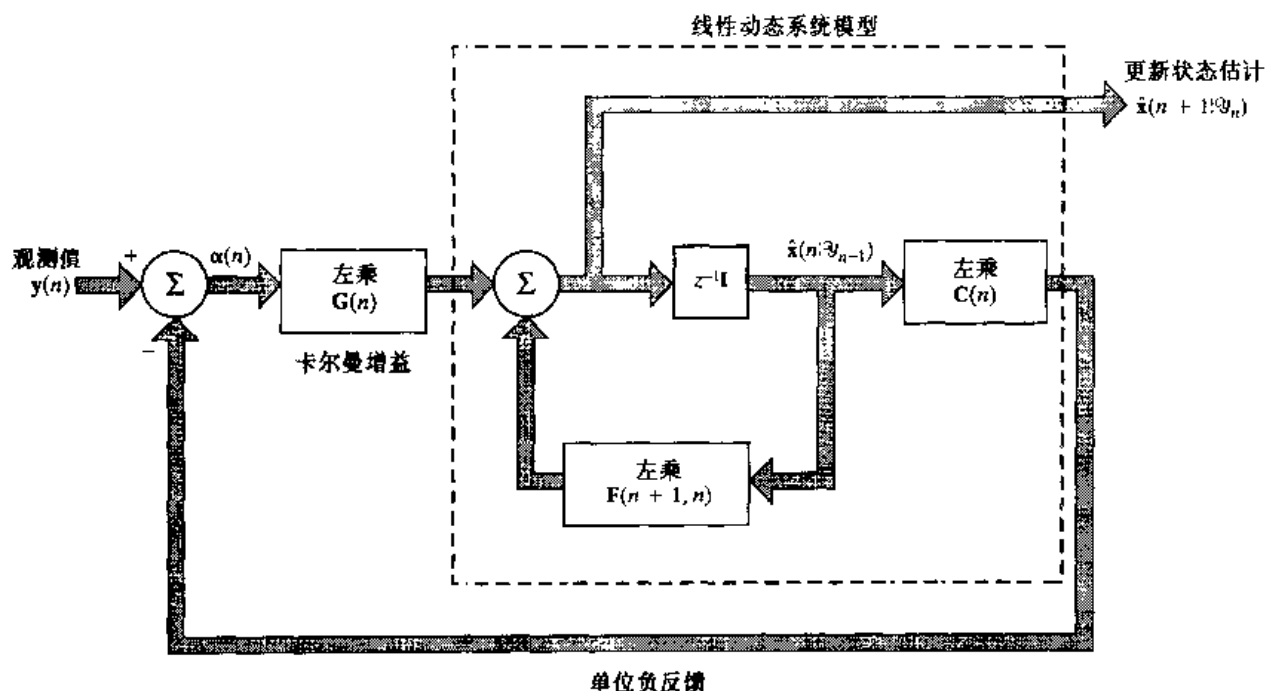 线性动态系统模型
更新状态估计
x̂(n + 1|𝒴ₙ)
观测值
y(n)
+
Σ
α(n)
左乘
G(n)
卡尔曼增益
Σ
z⁻¹I
x̂(n|𝒴ₙ₋₁)
左乘
C(n)
−
左乘
F(n + 1, n)
单位负反馈